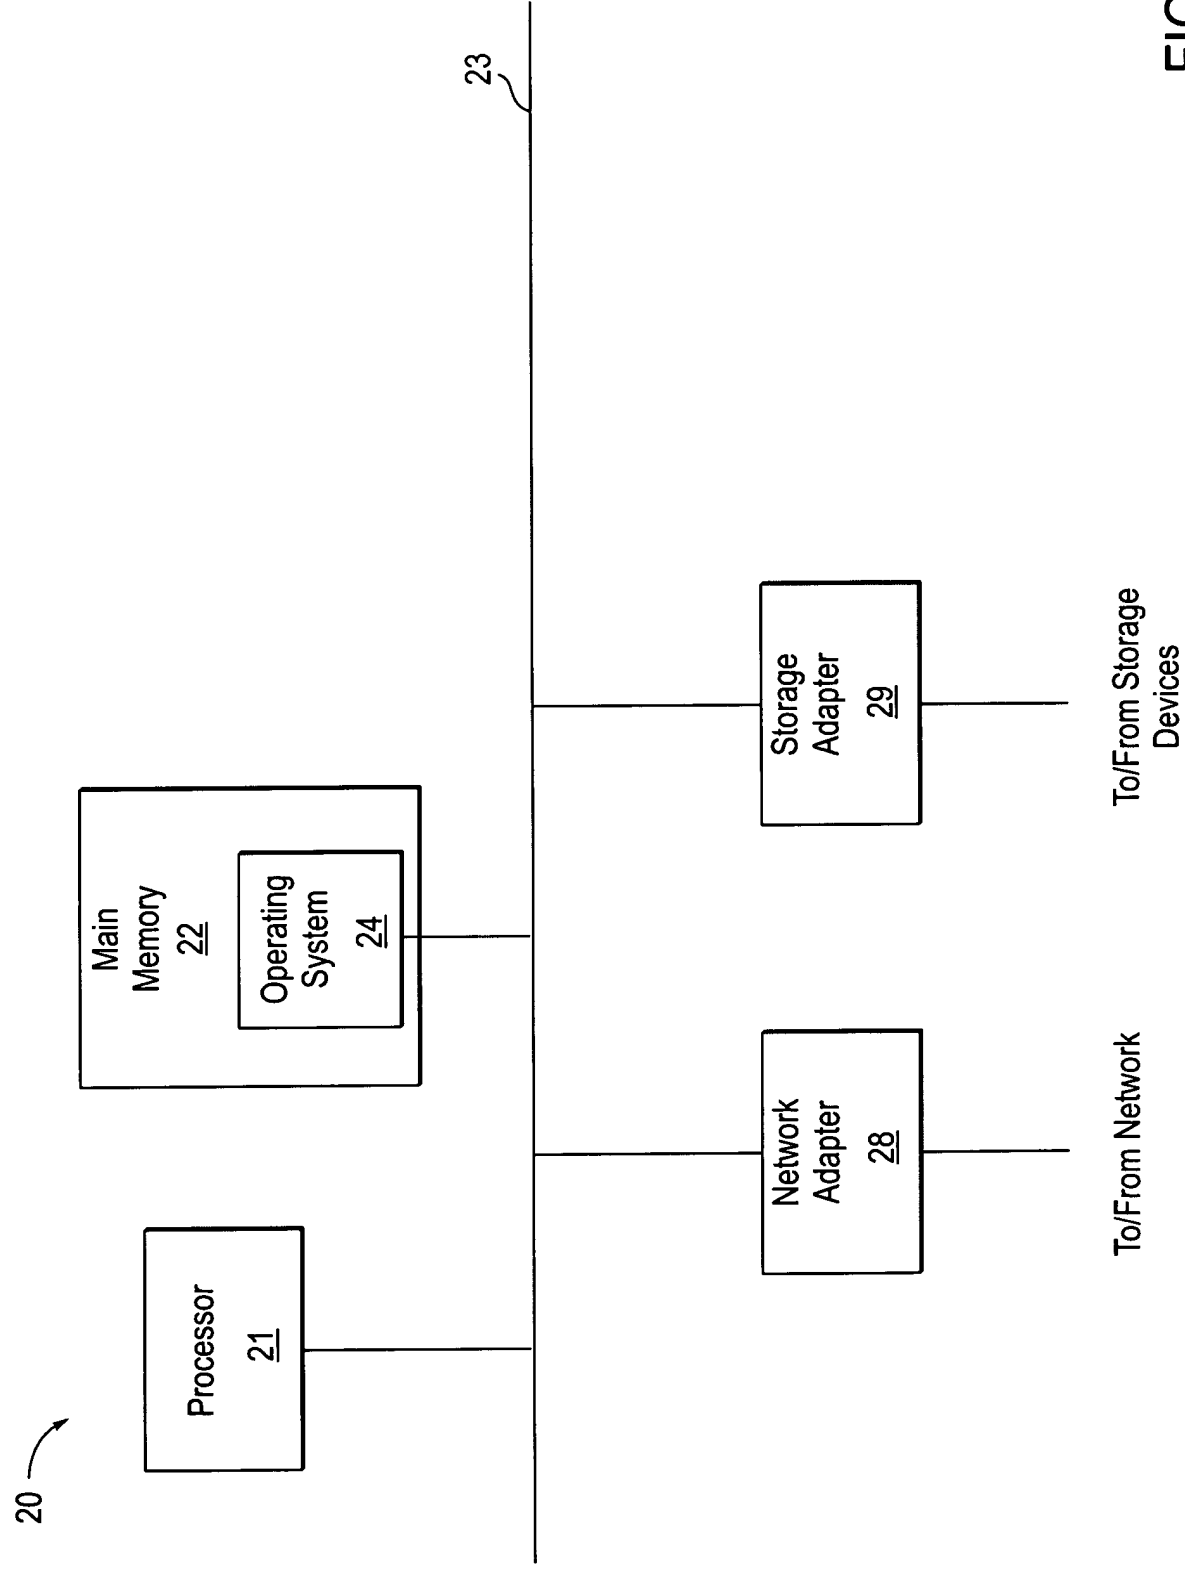 20
Processor
21
Main
Memory
22
Operating
System
24
23
Network
Adapter
28
Storage
Adapter
29
To/From Network
To/From Storage
Devices